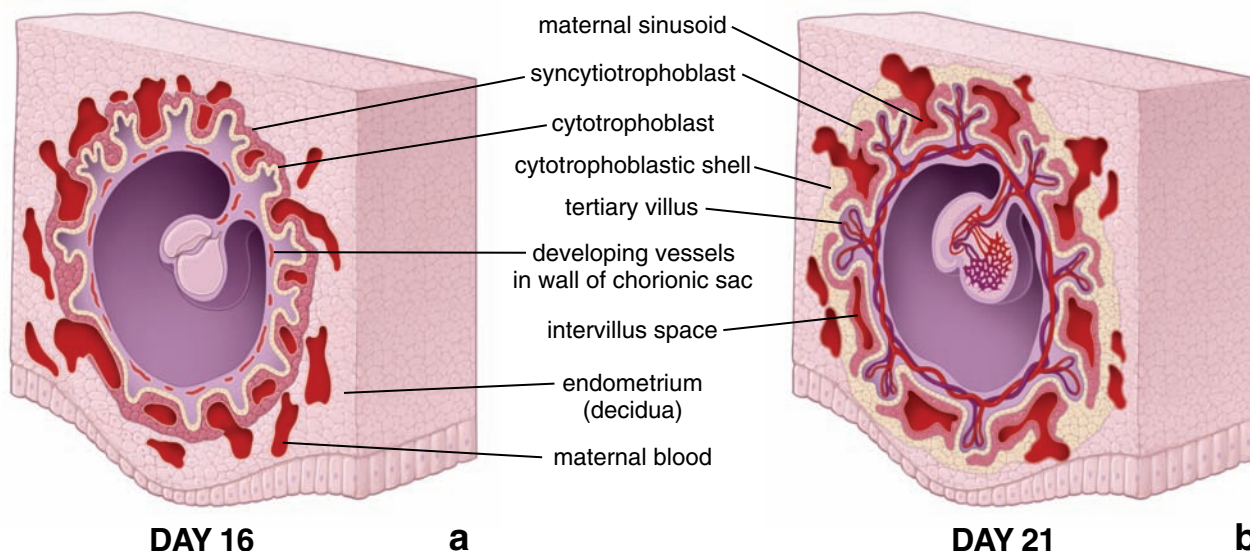 maternal sinusoid
syncytiotrophoblast
cytotrophoblast
cytotrophoblastic shell
tertiary villus
developing vessels
in wall of chorionic sac
intervillus space
endometrium
(decidua)
maternal blood
DAY 16
a
DAY 21
b